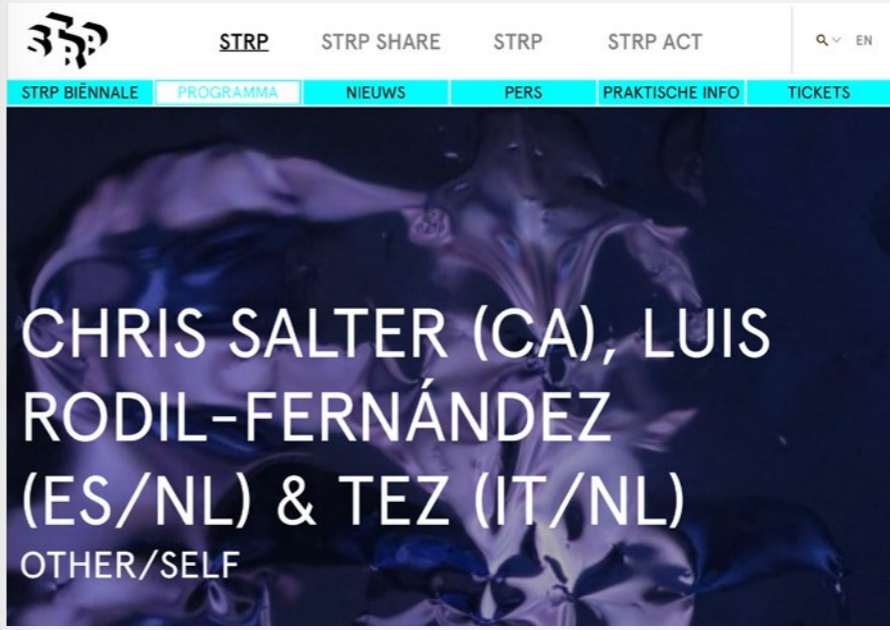 STRP
STRP STRP SHARE STRP STRP ACT EN
STRP BIËNNALE PROGRAMMA NIEUWS PERS PRAKTISCHE INFO TICKETS
CHRIS SALTER (CA), LUIS
RODIL-FERNÁNDEZ
(ES/NL) & TEZ (IT/NL)
OTHER/SELF